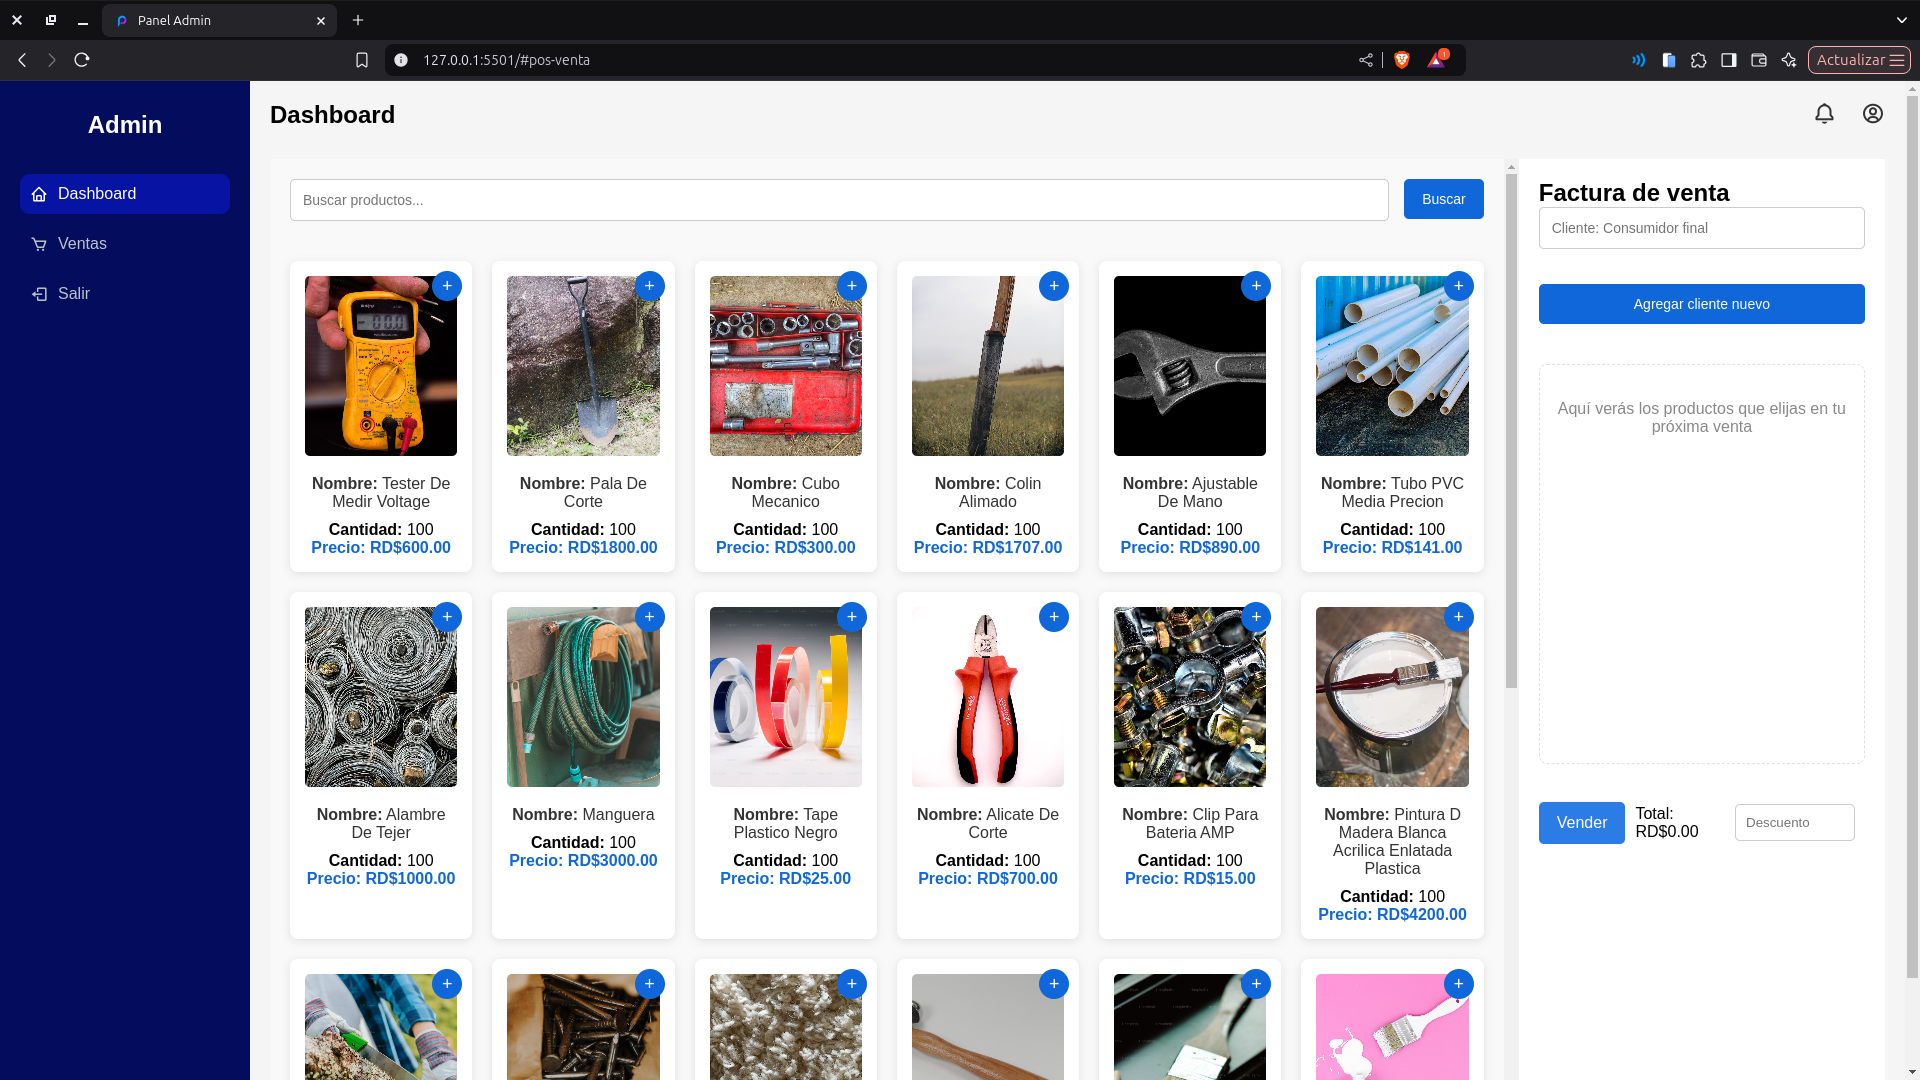 Panel Admin
127.0.0.1:5501/#pos-venta
1
Actualizar
Admin
Dashboard
Ventas
Salir
Dashboard
Buscar productos...
Buscar
+
+
+
+
+
+
Nombre: Tester De
Medir Voltage
Cantidad: 100
Precio: RD$600.00
Nombre: Pala De
Corte
Cantidad: 100
Precio: RD$1800.00
Nombre: Cubo
Mecanico
Cantidad: 100
Precio: RD$300.00
Nombre: Colin
Alimado
Cantidad: 100
Precio: RD$1707.00
Nombre: Ajustable
De Mano
Cantidad: 100
Precio: RD$890.00
Nombre: Tubo PVC
Media Precion
Cantidad: 100
Precio: RD$141.00
+
+
+
+
+
+
Nombre: Alambre
De Tejer
Cantidad: 100
Precio: RD$1000.00
Nombre: Manguera
Cantidad: 100
Precio: RD$3000.00
Nombre: Tape
Plastico Negro
Cantidad: 100
Precio: RD$25.00
Nombre: Alicate De
Corte
Cantidad: 100
Precio: RD$700.00
Nombre: Clip Para
Bateria AMP
Cantidad: 100
Precio: RD$15.00
Nombre: Pintura D
Madera Blanca
Acrilica Enlatada
Plastica
Cantidad: 100
Precio: RD$4200.00
+
+
+
+
+
+
Factura de venta
Cliente: Consumidor final
Agregar cliente nuevo
Aquí verás los productos que elijas en tu
próxima venta
Vender
Total:
RD$0.00
Descuento